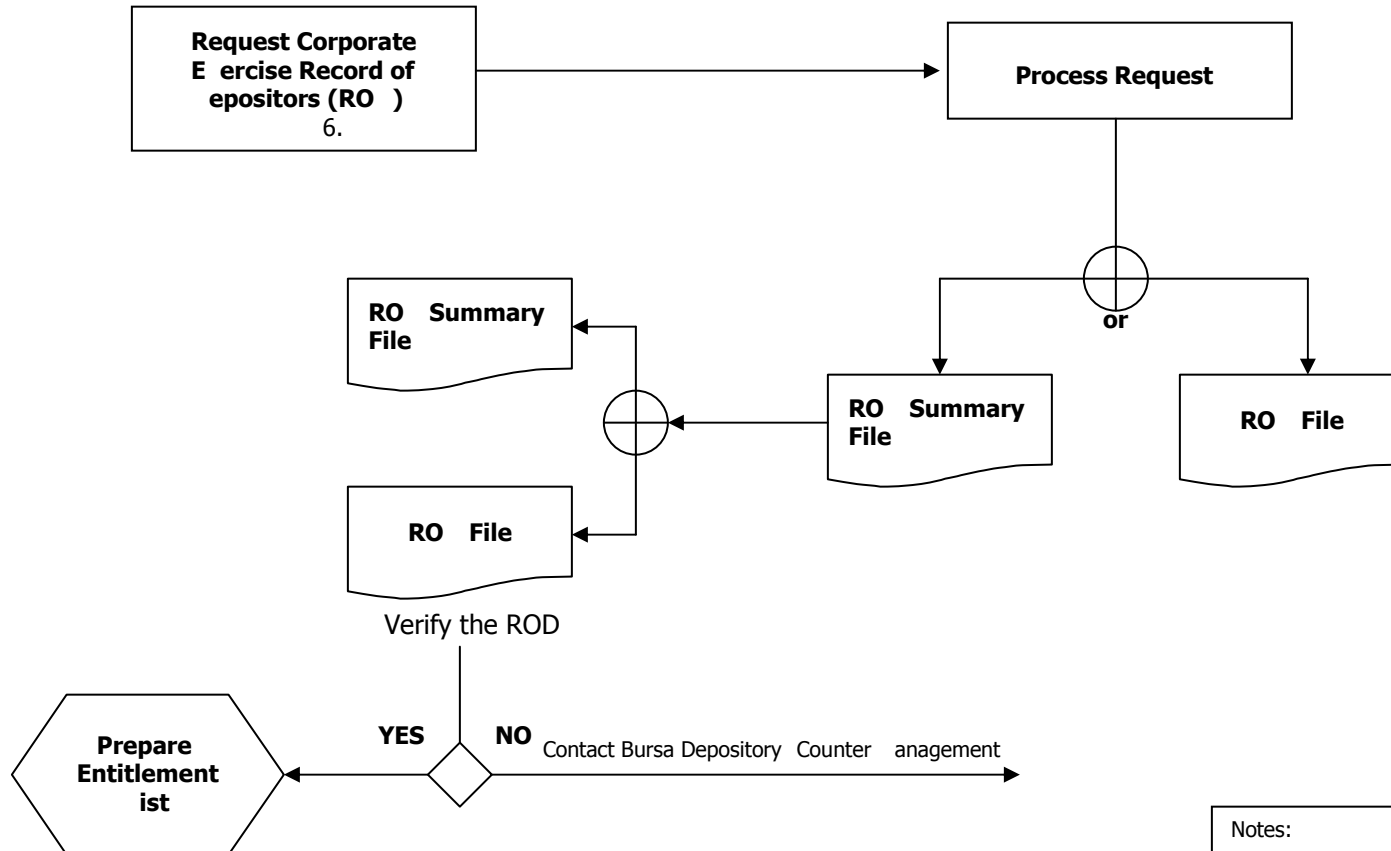 Request Corporate
E ercise Record of
epositors (RO )
6.
Process Request
or
RO Summary
File
RO Summary
File
RO File
RO File
Verify the ROD
YES
NO
Contact Bursa Depository Counter anagement
Prepare
Entitlement
ist
Notes: